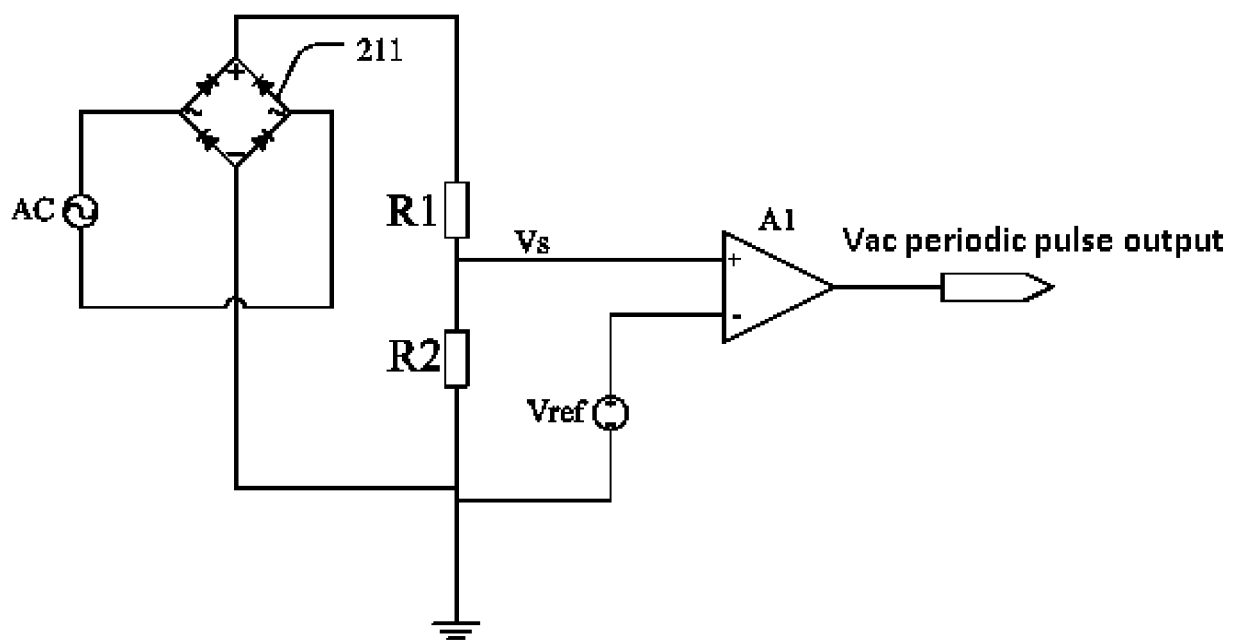 211
AC
R1
Vs
A1
Vac periodic pulse output
R2
Vref